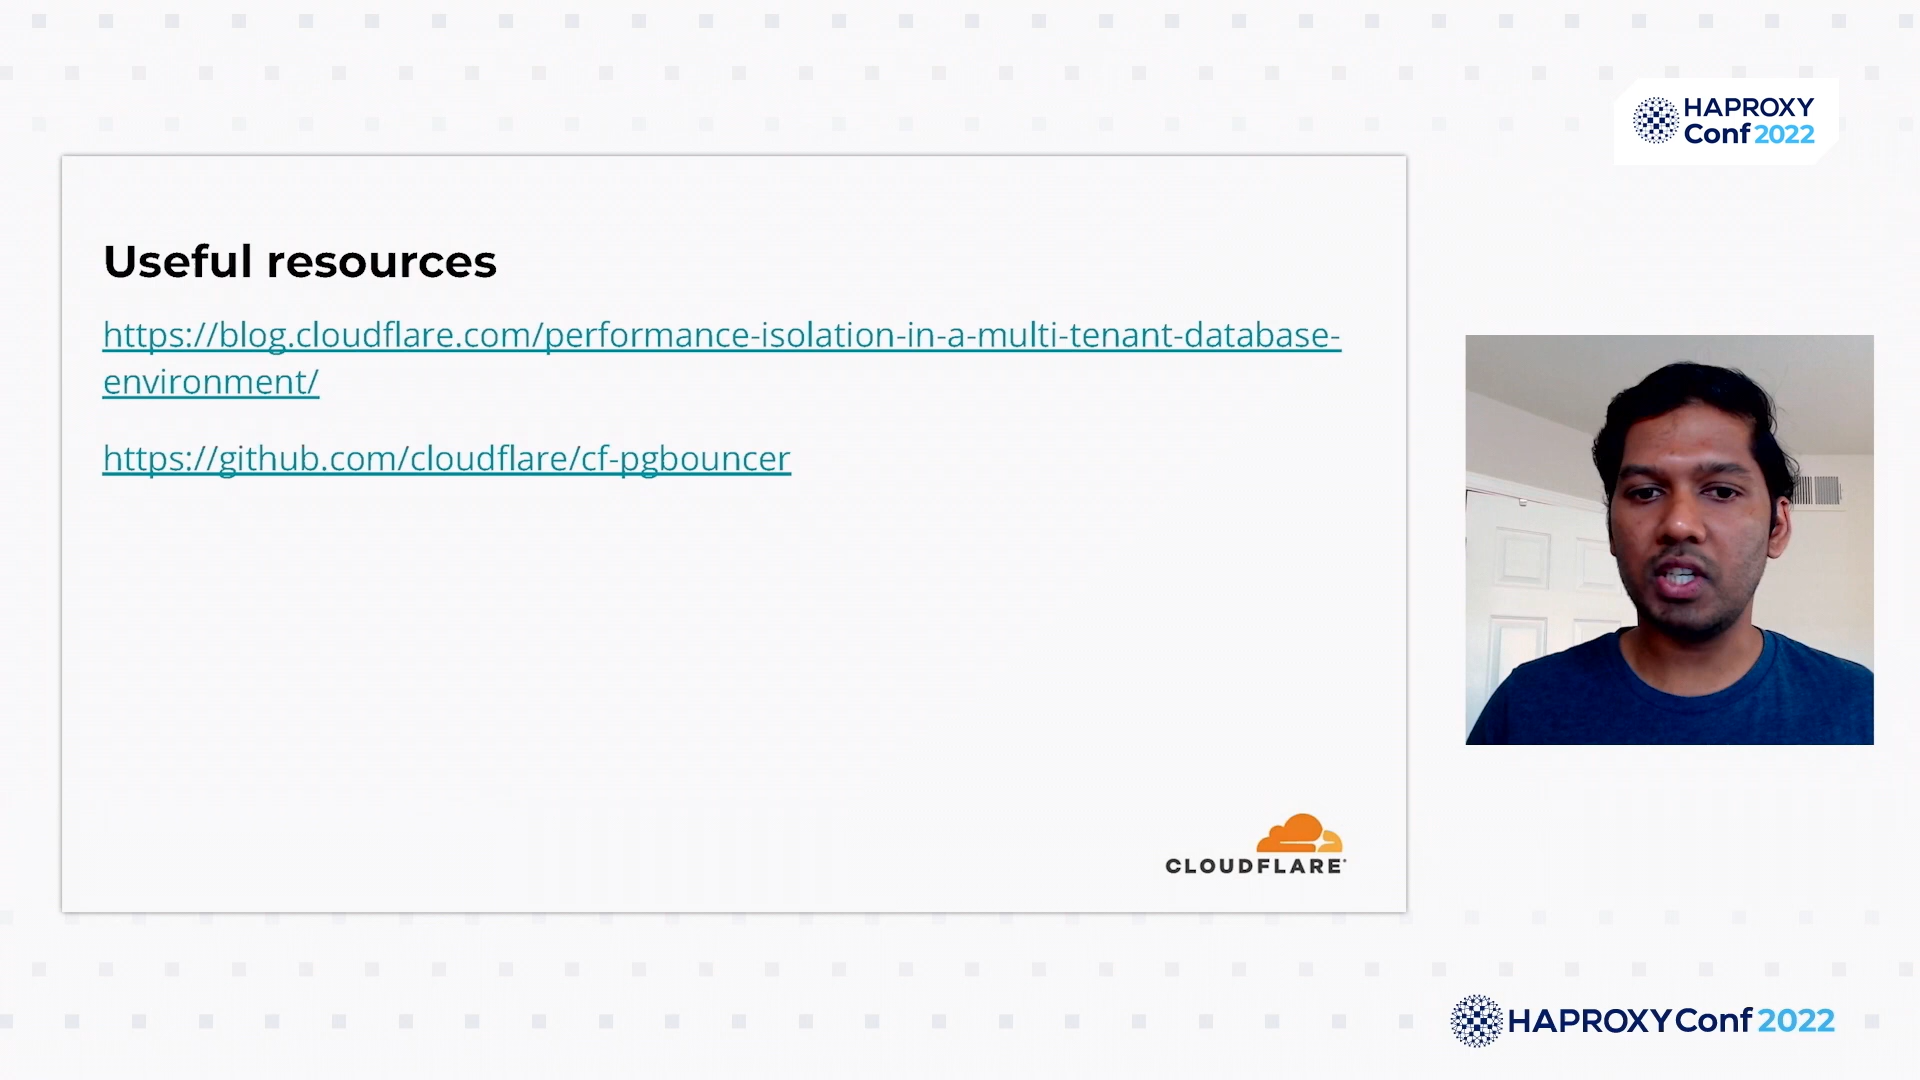 HAPROXY
Conf 2022
Useful resources
https://blog.cloudflare.com/performance-isolation-in-a-multi-tenant-database-
environment/
https://github.com/cloudflare/cf-pgbouncer
CLOUDFLARE
HAPROXY Conf 2022